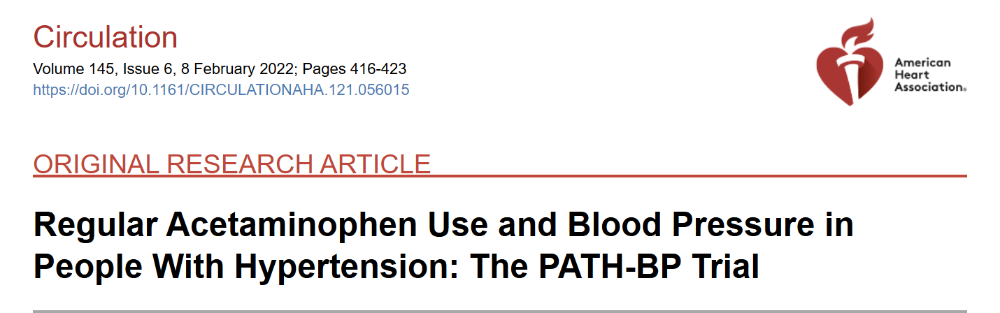 Circulation
Volume 145, Issue 6, 8 February 2022; Pages 416-423
https://doi.org/10.1161/CIRCULATIONAHA.121.056015
American
Heart
Association®
ORIGINAL RESEARCH ARTICLE
Regular Acetaminophen Use and Blood Pressure in
People With Hypertension: The PATH-BP Trial